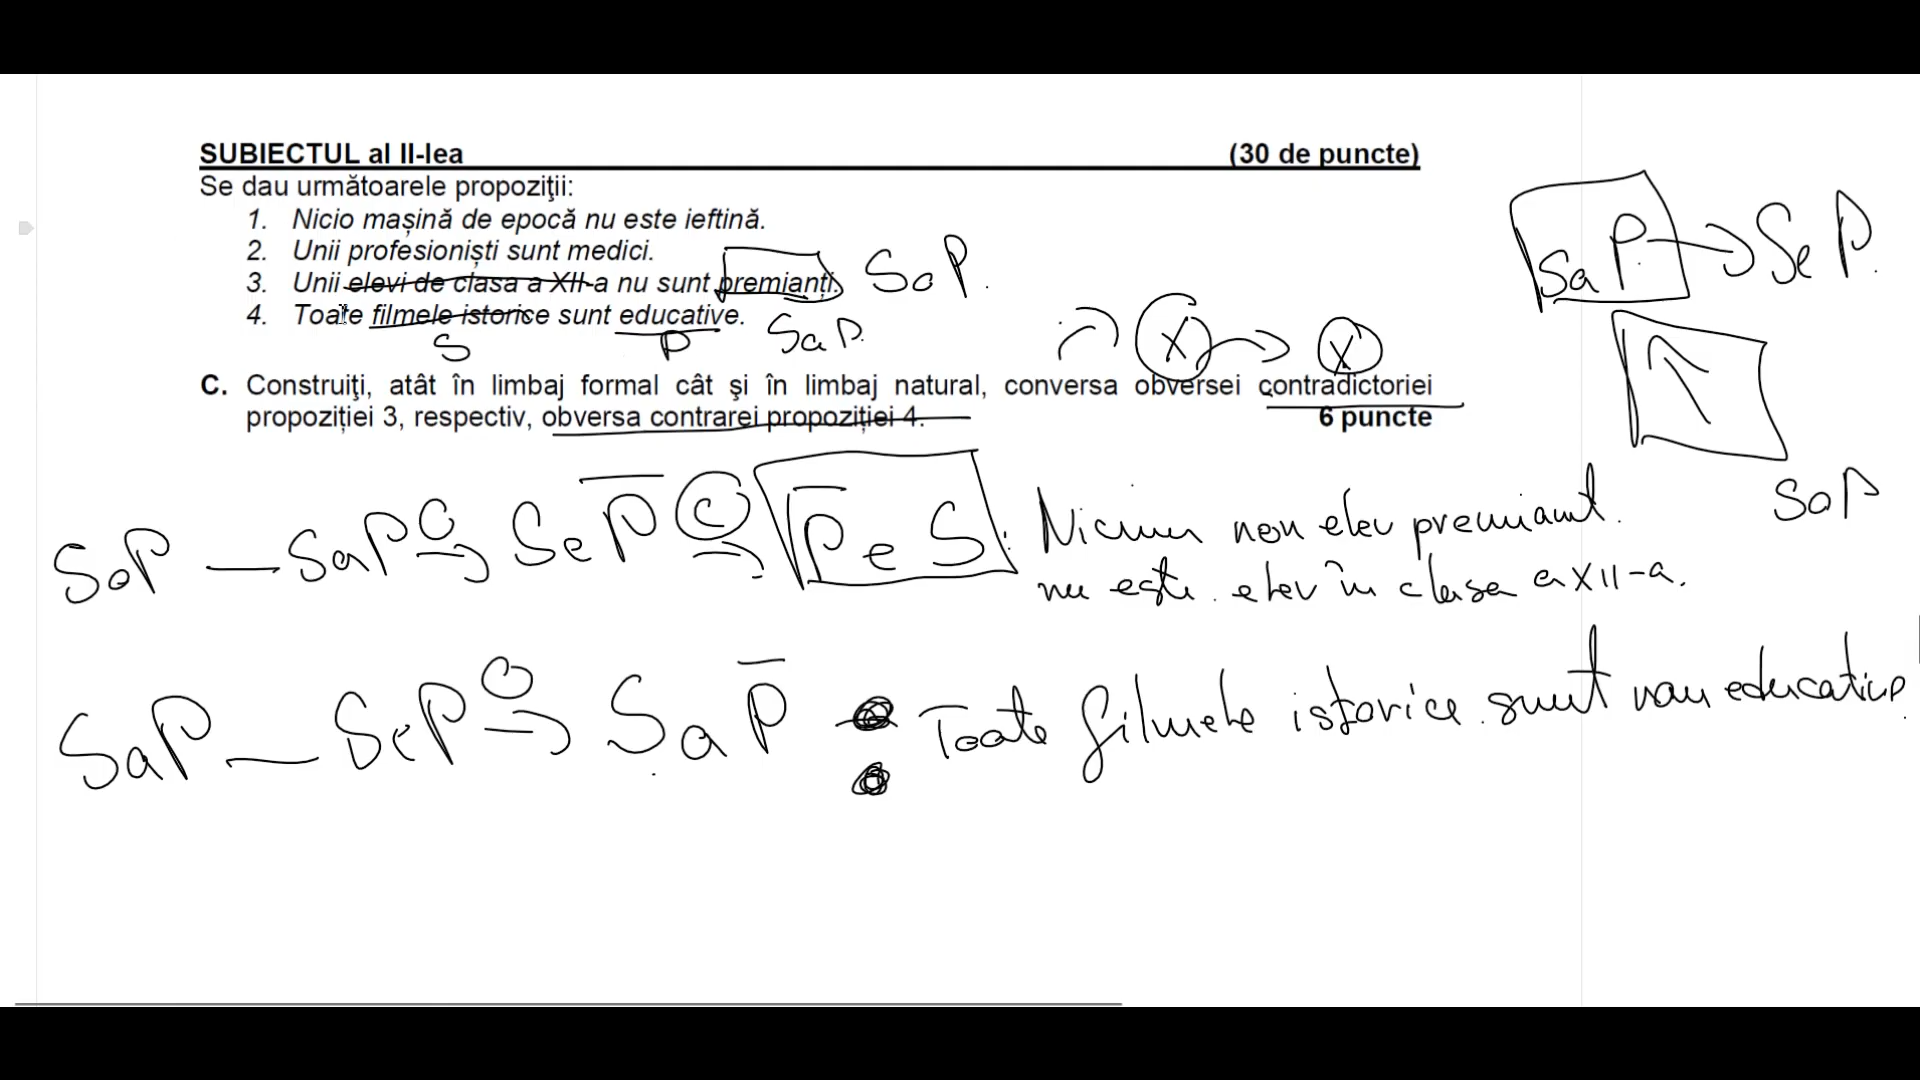 SUBIECTUL al II-lea (30 de puncte)
Se dau următoarele propoziţii:
1. Nicio mașină de epocă nu este ieftină.
2. Unii profesioniști sunt medici.
3. Unii elevi de clasa a XII-a nu sunt premianți. SoP.
4. Toate filmele istorice sunt educative. SaP.
S P
SaP → SeP.
X → X
C. Construiţi, atât în limbaj formal cât şi în limbaj natural, conversa obversei contradictoriei
propoziției 3, respectiv, obversa contrarei propoziției 4. 6 puncte
SoP
SoP — SaP o→ SeP̅ c→ P̅eS. Niciun non elev premiant
nu este elev în clasa a XII-a.
SaP — SeP o→ SaP̅ Toate filmele istorice sunt non educative.